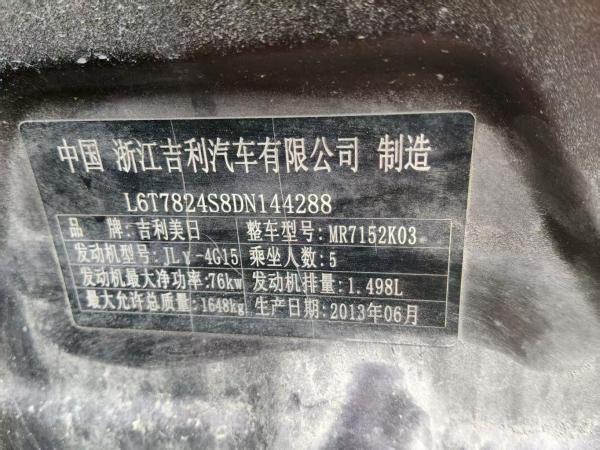 中国 浙江吉利汽车有限公司 制造
L6T7824S8DN144288
品 牌:吉利美日 整车型号:MR7152K03
发动机型号:JLγ-4G15 乘坐人数:5
发动机最大净功率:76kw 发动机排量:1.498L
最大允许总质量:1648kg 生产日期:2013年06月